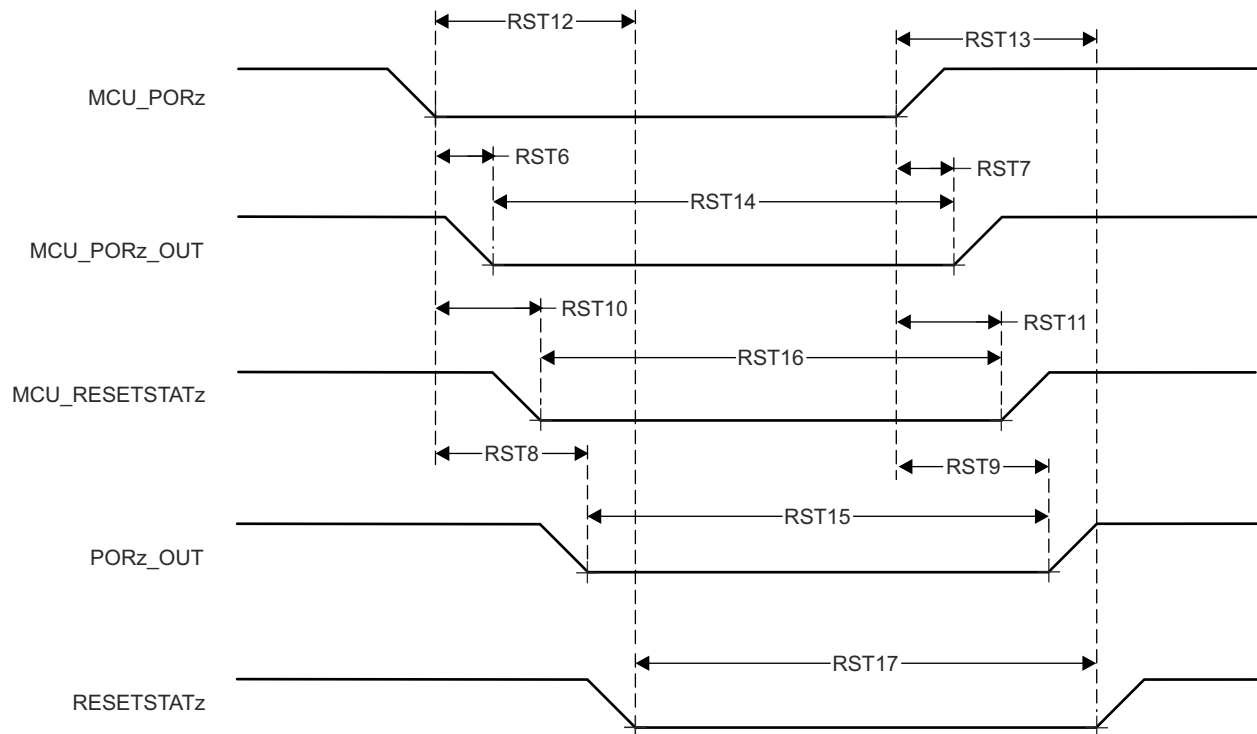 RST12
RST13
MCU_PORz
RST6
RST7
RST14
MCU_PORz_OUT
RST10
RST11
RST16
MCU_RESETSTATz
RST8
RST9
RST15
PORz_OUT
RST17
RESETSTATz